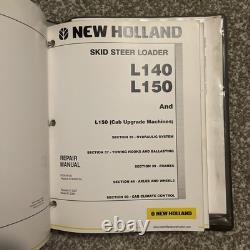 NEW HOLLAND
SKID STEER LOADER
L140
L150
And
L150 (Cab Upgrade Machines)
SECTION 35 - HYDRAULIC SYSTEM
SECTION 37 - TOWING HOOKS AND BALLASTING
SECTION 39 - FRAMES
SECTION 44 - AXLES AND WHEELS
SECTION 50 - CAB CLIMATE CONTROL
REPAIR
MANUAL
NEW HOLLAND